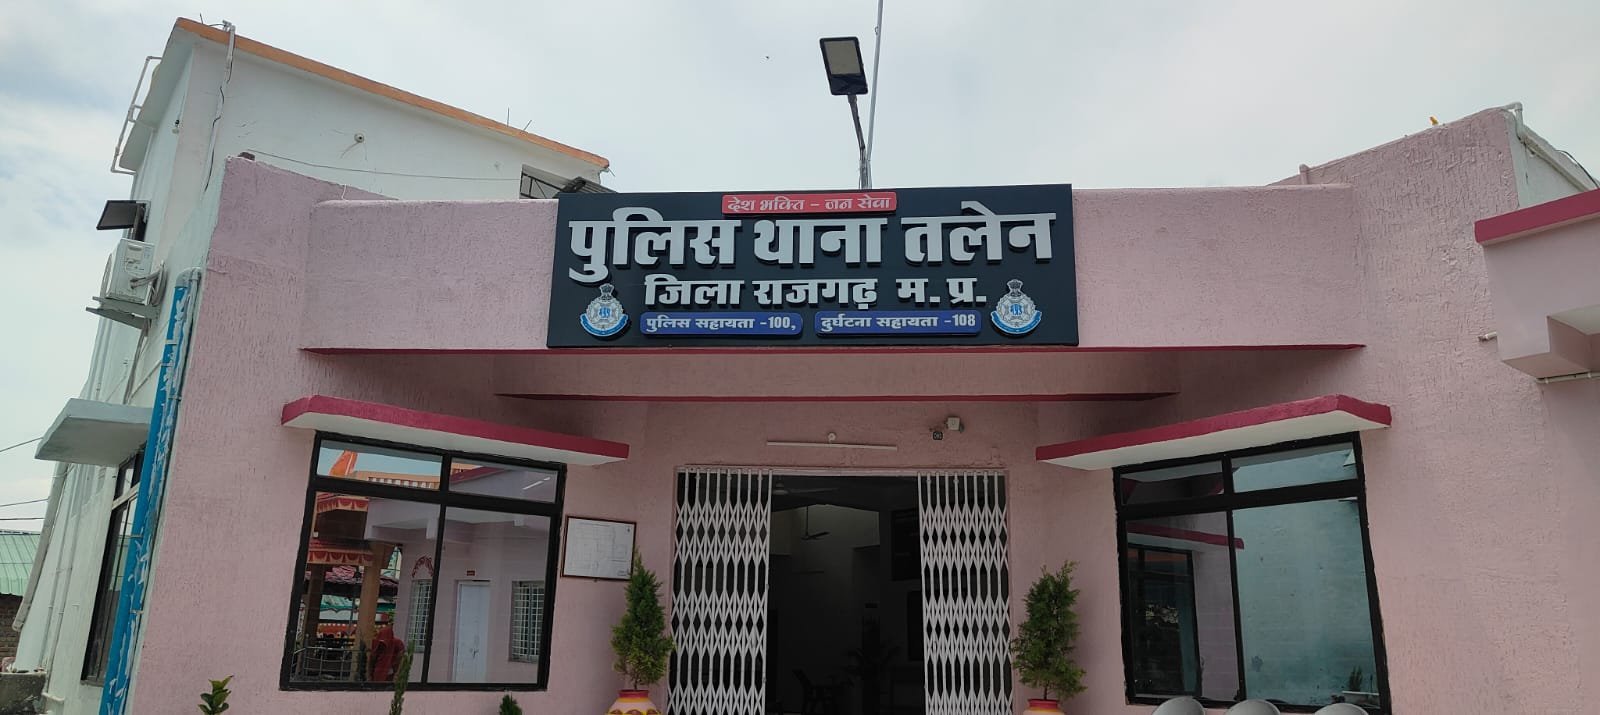 देश भक्ति - जन सेवा
पुलिस थाना तलेन
जिला राजगढ़ म. प्र.
पुलिस सहायता -100, दुर्घटना सहायता -108